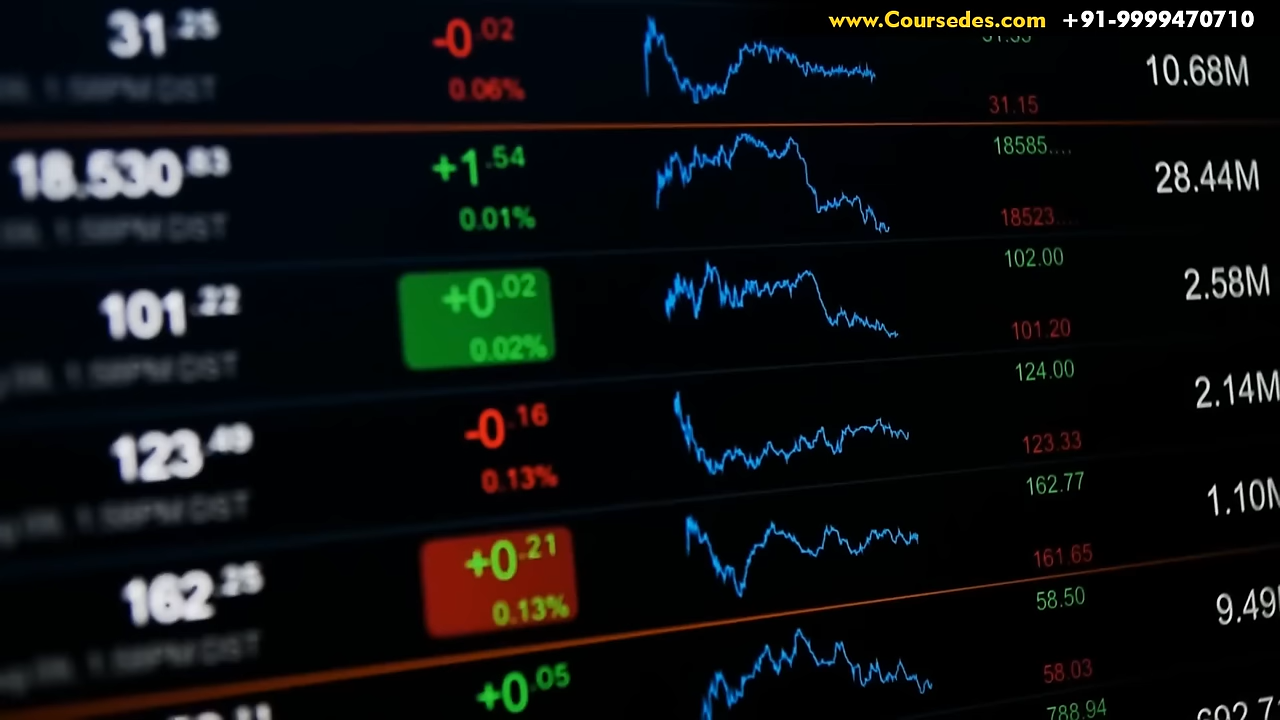 www.Coursedes.com +91-9999470710
31.25 -0.02 10.68M
0.06% 31.15
18.530.83 +1.54 18585.... 28.44M
0.01% 18523....
101.22 +0.02 102.00 2.58M
0.02% 101.20
123.49 -0.16 124.00 2.14M
0.13% 123.33
162.25 +0.21 162.77 1.10M
0.13% 161.65
+0.05 58.50 9.49
58.03
788.94